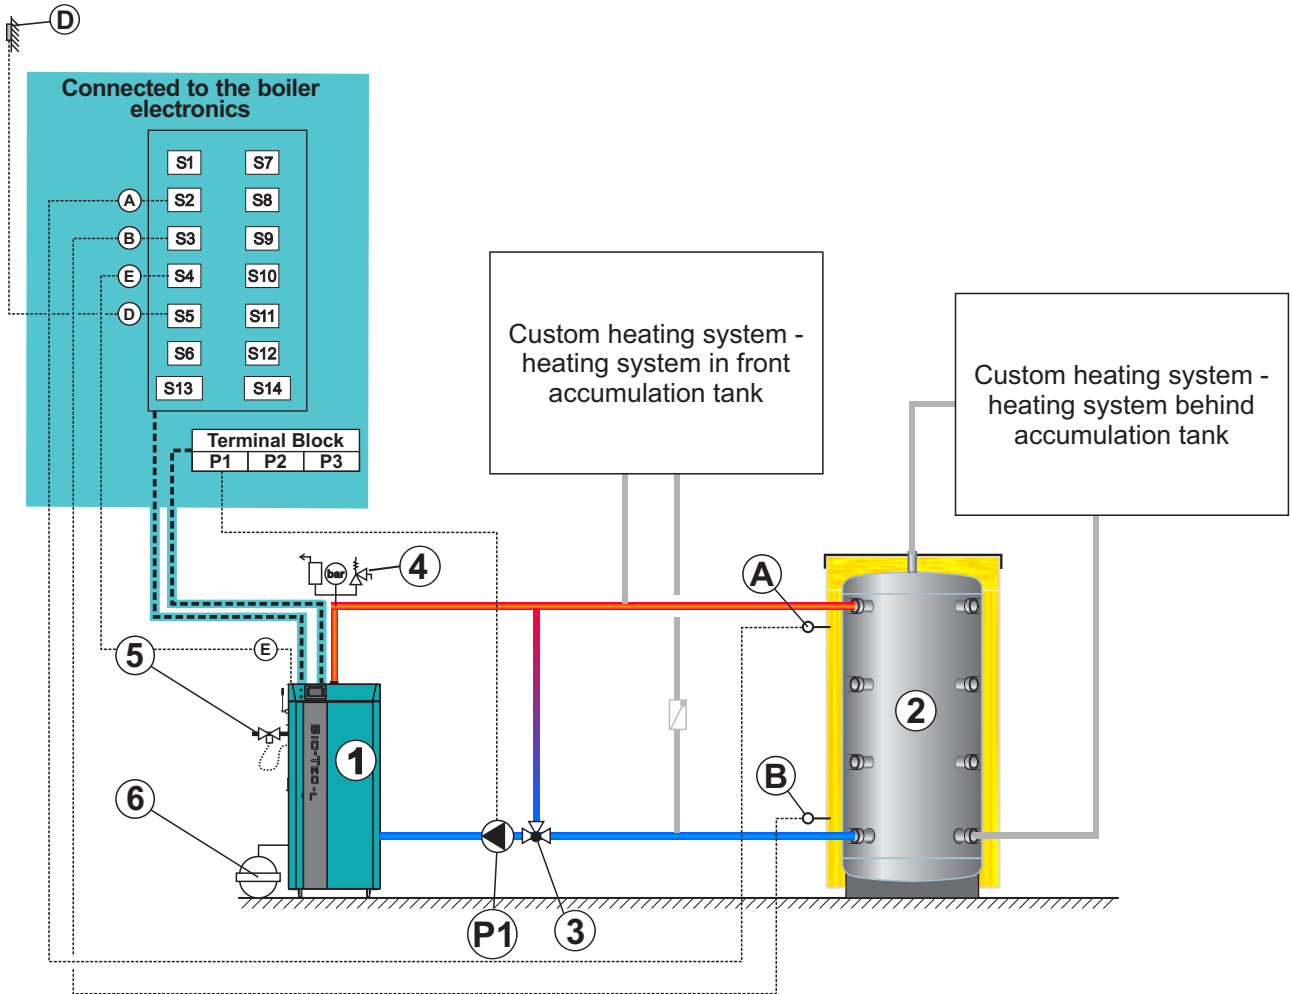 D
Connected to the boiler
electronics
S1 S7
A S2 S8
B S3 S9
E S4 S10
D S5 S11
S6 S12
S13 S14
Terminal Block
P1 P2 P3
Custom heating system -
heating system in front
accumulation tank
Custom heating system -
heating system behind
accumulation tank
bar
4
A
E
5
BIO-TEC-L
1
2
B
6
P1
3